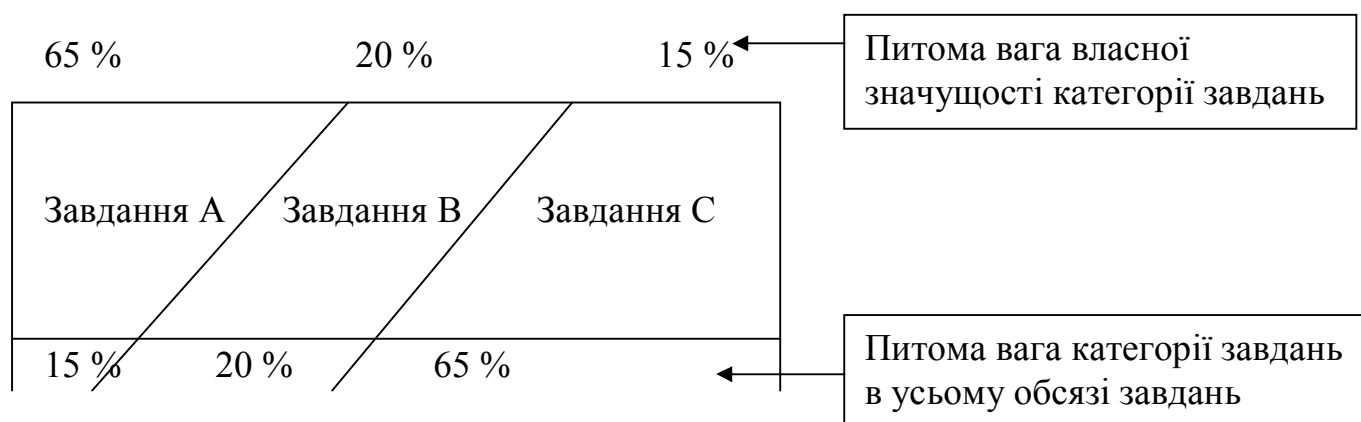 65 % 20 % 15 %
Питома вага власної
значущості категорії завдань
Завдання А Завдання В Завдання С
15 % 20 % 65 %
Питома вага категорії завдань
в усьому обсязі завдань